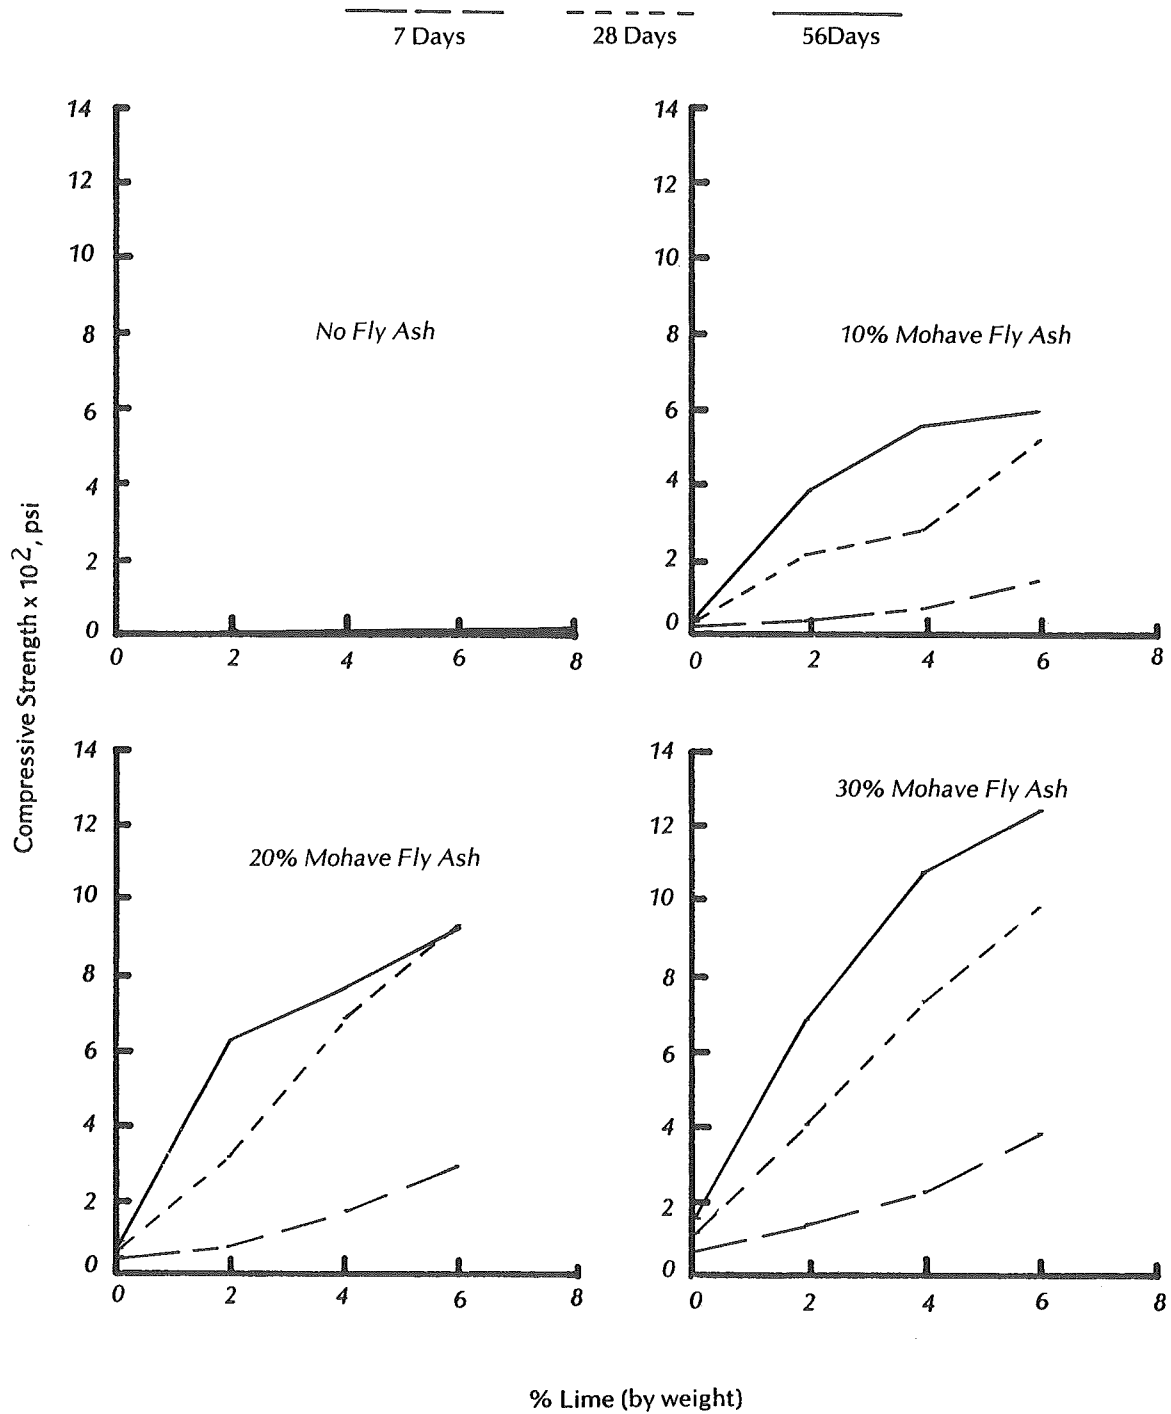 7 Days 28 Days 56Days
14
12
10
8
6
4
2
0
No Fly Ash
0 2 4 6 8
14
12
10
8
6
4
2
0
10% Mohave Fly Ash
0 2 4 6 8
Compressive Strength x 10², psi
14
12
10
8
6
4
2
0
20% Mohave Fly Ash
0 2 4 6 8
14
12
10
8
6
4
2
0
30% Mohave Fly Ash
0 2 4 6 8
% Lime (by weight)